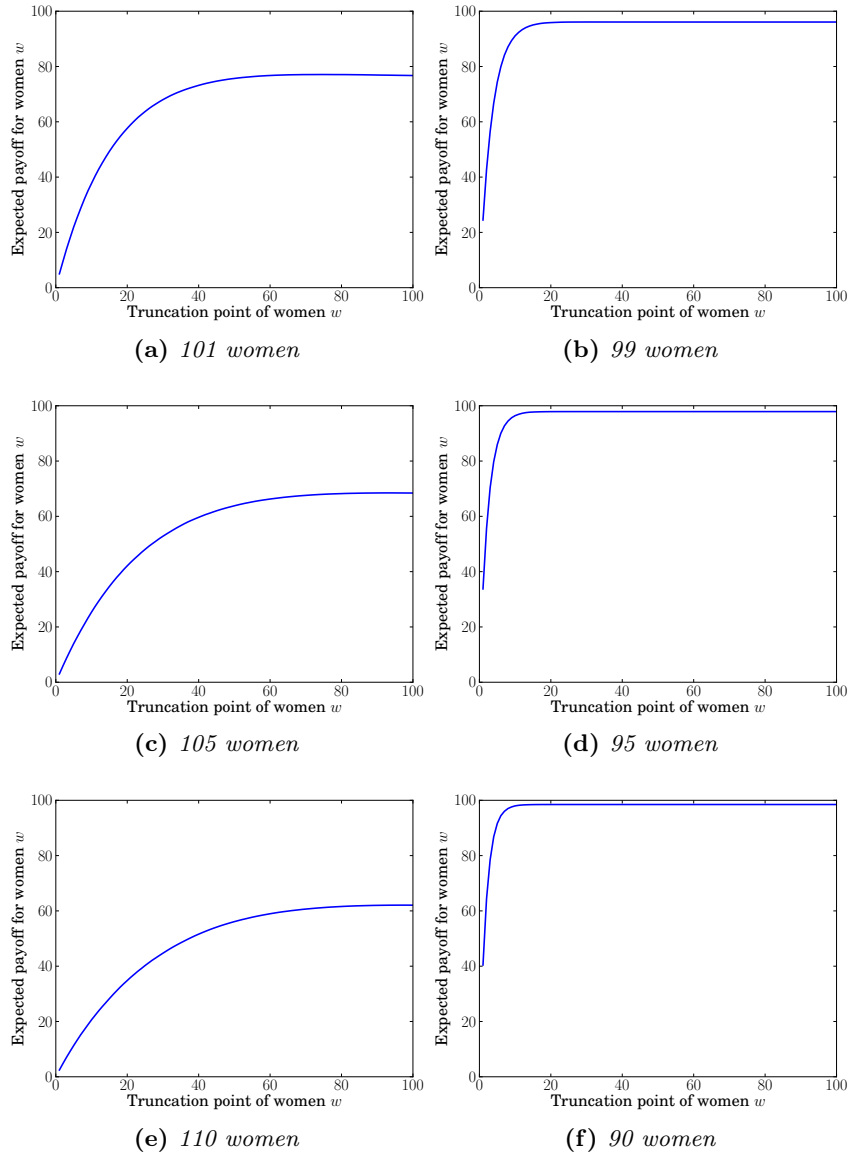 100
80
60
40
20
0
Expected payoff for women w
0 20 40 60 80 100
Truncation point of women w
(a) 101 women
100
80
60
40
20
0
Expected payoff for women w
0 20 40 60 80 100
Truncation point of women w
(b) 99 women
100
80
60
40
20
0
Expected payoff for women w
0 20 40 60 80 100
Truncation point of women w
(c) 105 women
100
80
60
40
20
0
Expected payoff for women w
0 20 40 60 80 100
Truncation point of women w
(d) 95 women
100
80
60
40
20
0
Expected payoff for women w
0 20 40 60 80 100
Truncation point of women w
(e) 110 women
100
80
60
40
20
0
Expected payoff for women w
0 20 40 60 80 100
Truncation point of women w
(f) 90 women